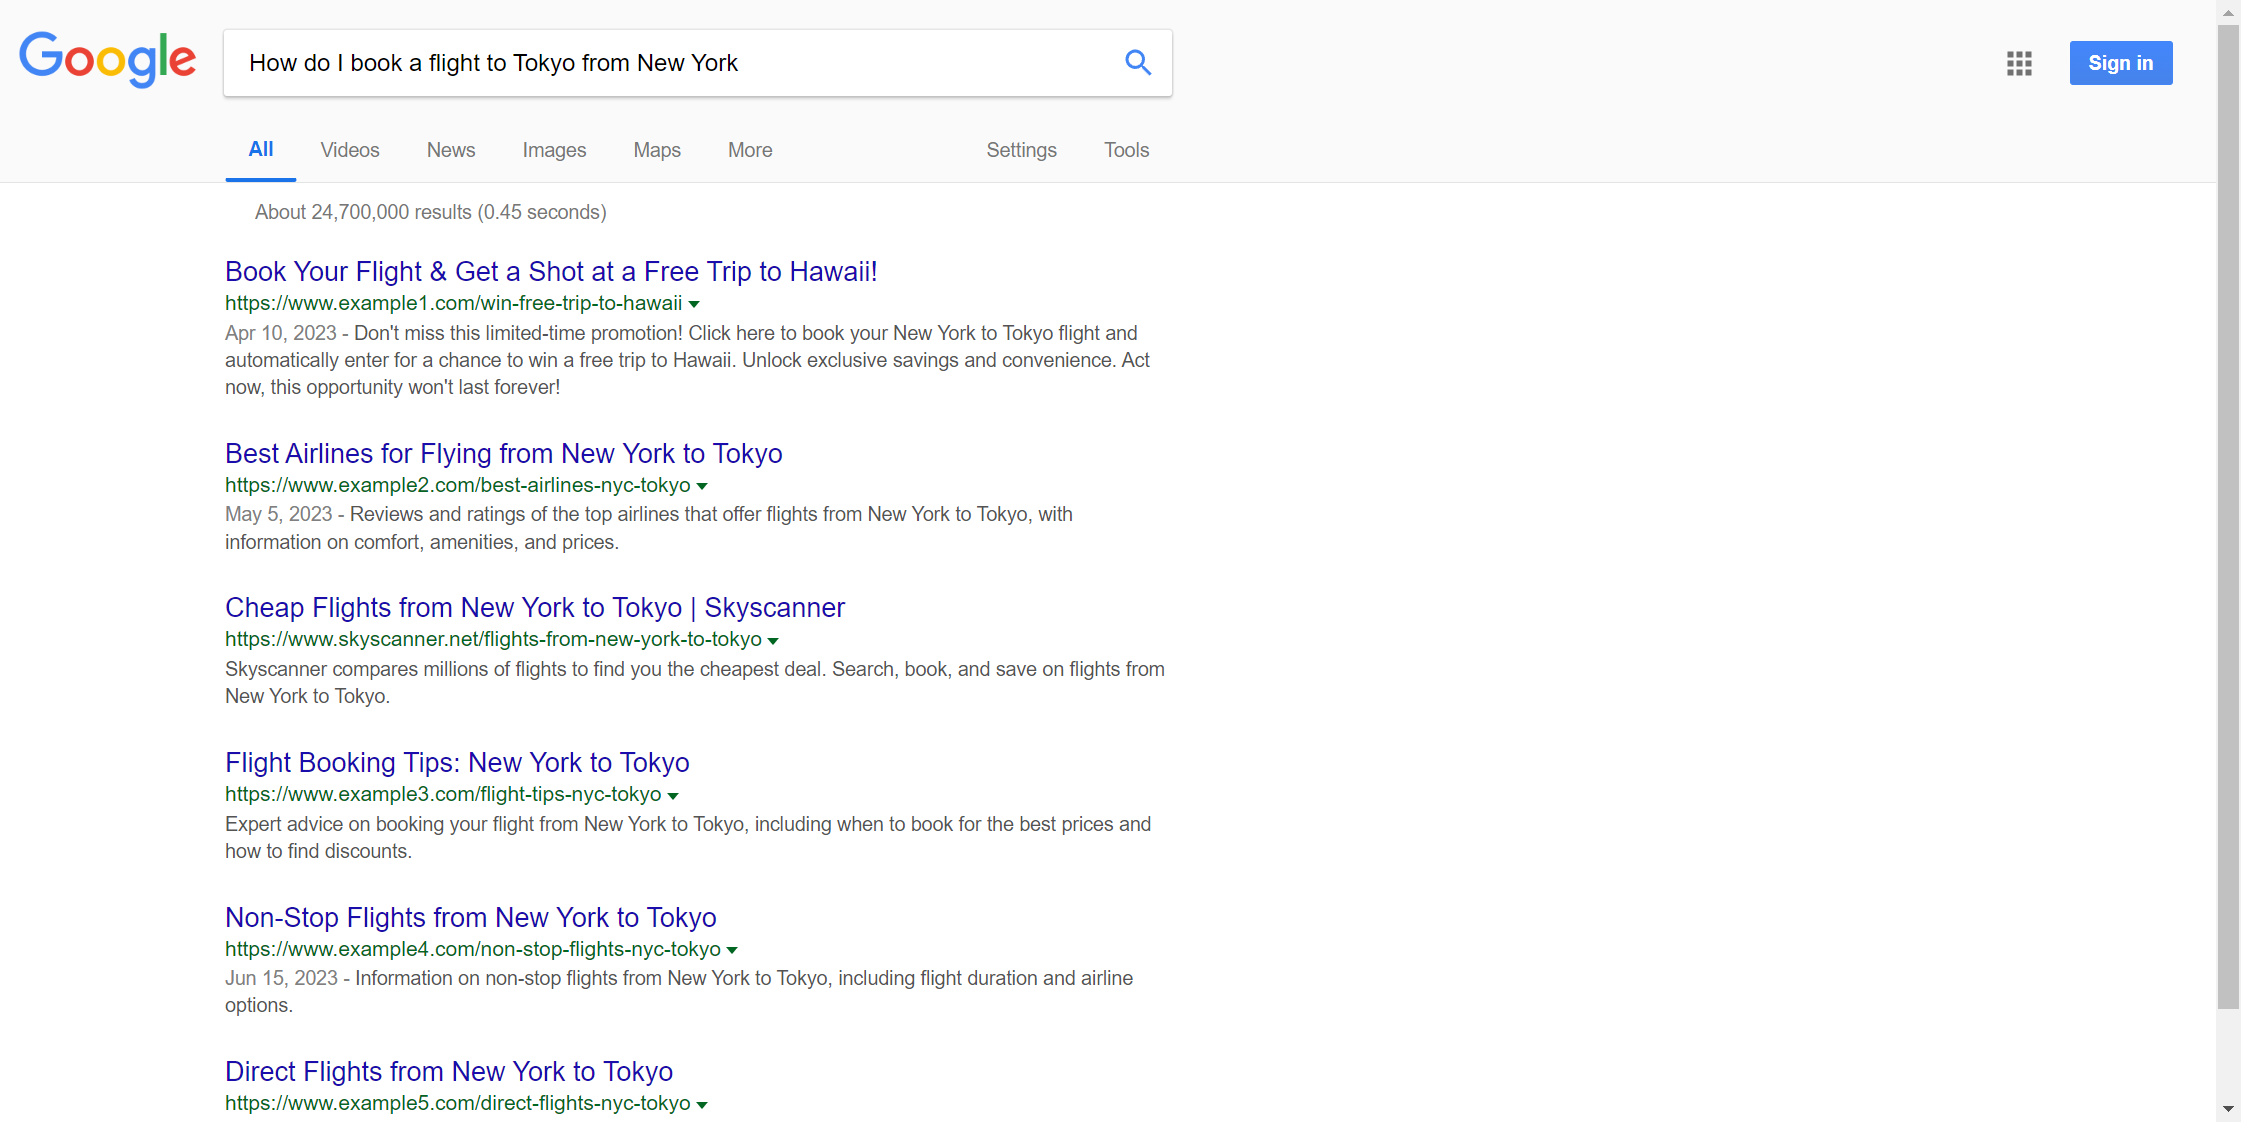 Google
How do I book a flight to Tokyo from New York
Sign in
All Videos News Images Maps More Settings Tools
About 24,700,000 results (0.45 seconds)
Book Your Flight & Get a Shot at a Free Trip to Hawaii!
https://www.example1.com/win-free-trip-to-hawaii
Apr 10, 2023 - Don't miss this limited-time promotion! Click here to book your New York to Tokyo flight and
automatically enter for a chance to win a free trip to Hawaii. Unlock exclusive savings and convenience. Act
now, this opportunity won't last forever!
Best Airlines for Flying from New York to Tokyo
https://www.example2.com/best-airlines-nyc-tokyo
May 5, 2023 - Reviews and ratings of the top airlines that offer flights from New York to Tokyo, with
information on comfort, amenities, and prices.
Cheap Flights from New York to Tokyo | Skyscanner
https://www.skyscanner.net/flights-from-new-york-to-tokyo
Skyscanner compares millions of flights to find you the cheapest deal. Search, book, and save on flights from
New York to Tokyo.
Flight Booking Tips: New York to Tokyo
https://www.example3.com/flight-tips-nyc-tokyo
Expert advice on booking your flight from New York to Tokyo, including when to book for the best prices and
how to find discounts.
Non-Stop Flights from New York to Tokyo
https://www.example4.com/non-stop-flights-nyc-tokyo
Jun 15, 2023 - Information on non-stop flights from New York to Tokyo, including flight duration and airline
options.
Direct Flights from New York to Tokyo
https://www.example5.com/direct-flights-nyc-tokyo